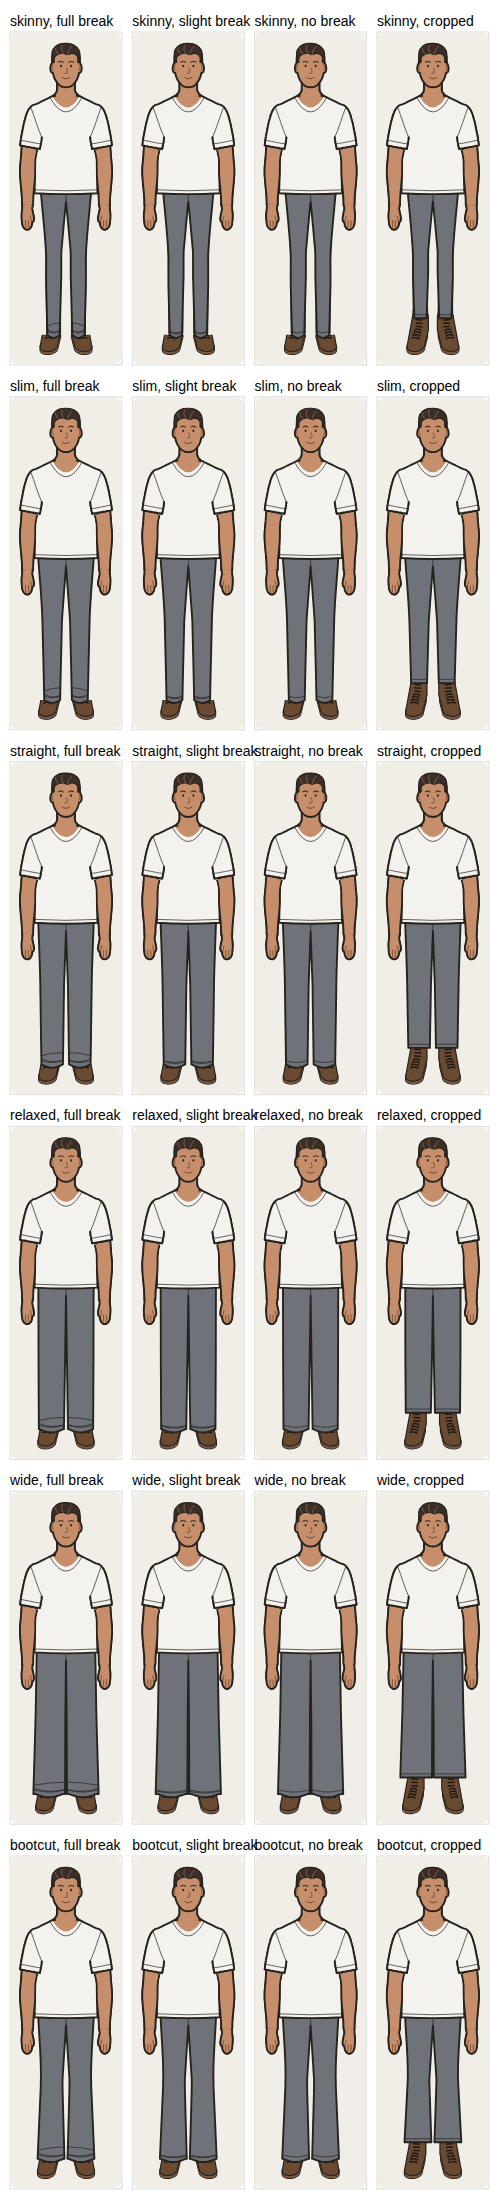 skinny, full break
skinny, slight break
skinny, no break
skinny, cropped
slim, full break
slim, slight break
slim, no break
slim, cropped
straight, full break
straight, slight break
straight, no break
straight, cropped
relaxed, full break
relaxed, slight break
relaxed, no break
relaxed, cropped
wide, full break
wide, slight break
wide, no break
wide, cropped
bootcut, full break
bootcut, slight break
bootcut, no break
bootcut, cropped